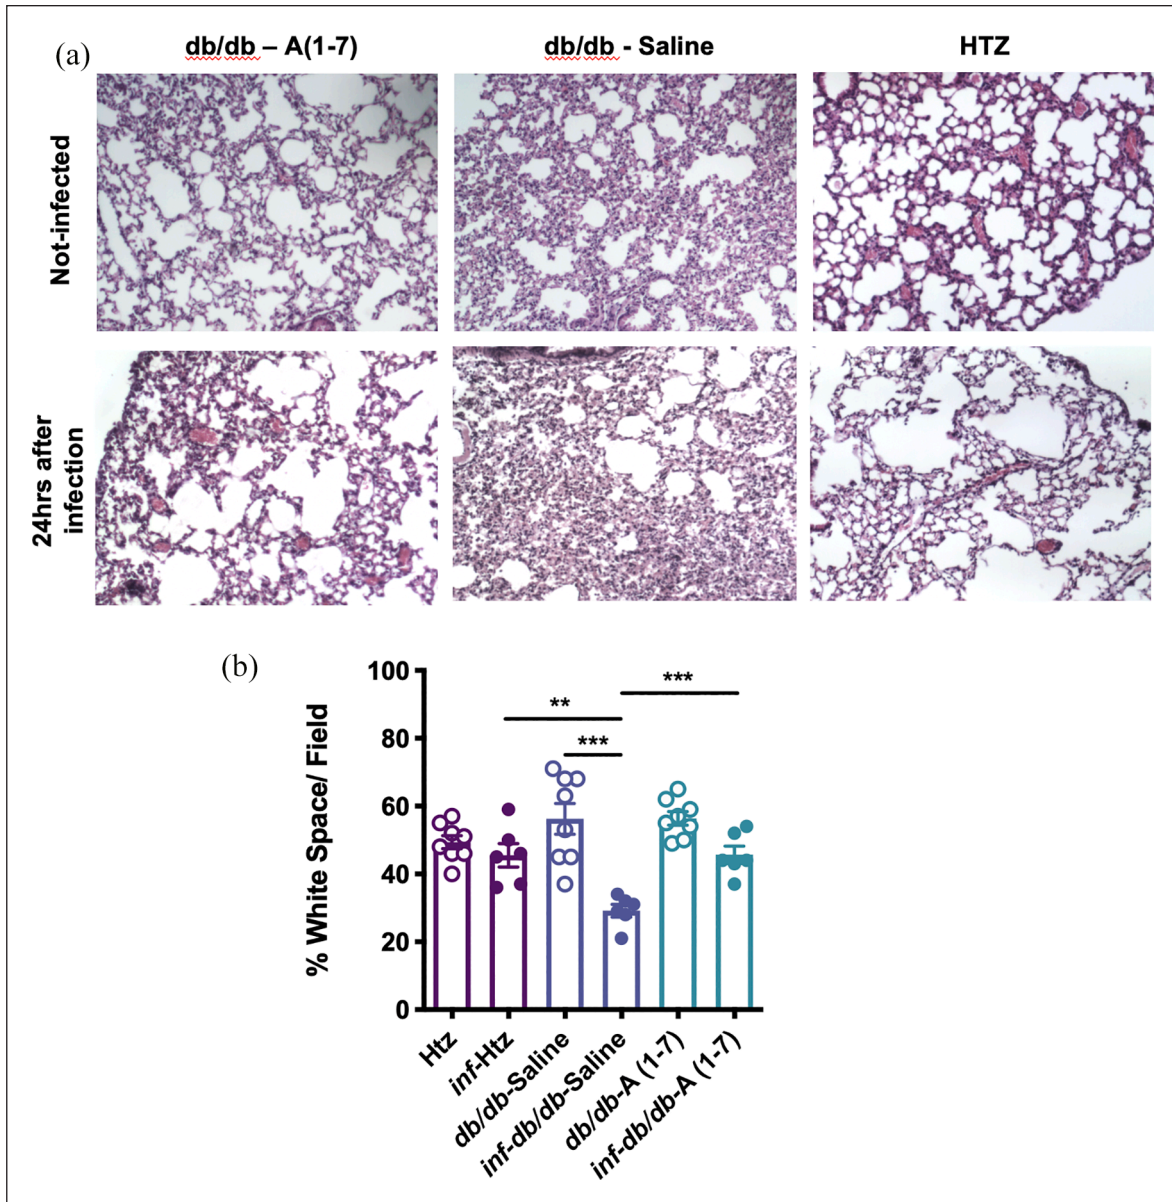 (a)
db/db – A(1-7)
db/db - Saline
HTZ
Not-infected
24hrs after
infection
(b)
% White Space/ Field
100
80
60
40
20
0
**
***
***
Htz
inf-Htz
db/db-Saline
inf-db/db-Saline
db/db-A (1-7)
inf-db/db-A (1-7)